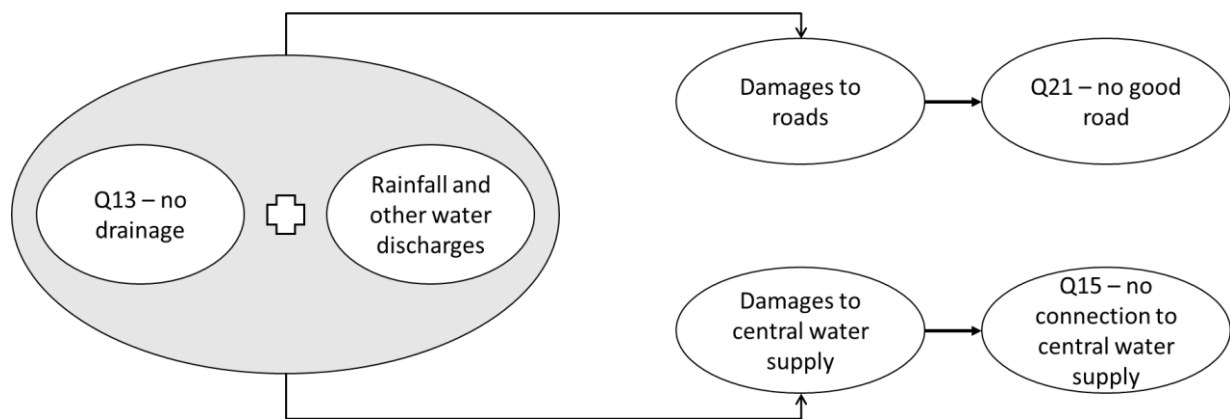 Q13 – no
drainage
Rainfall and
other water
discharges
Damages to
roads
Q21 – no good
road
Damages to
central water
supply
Q15 – no
connection to
central water
supply